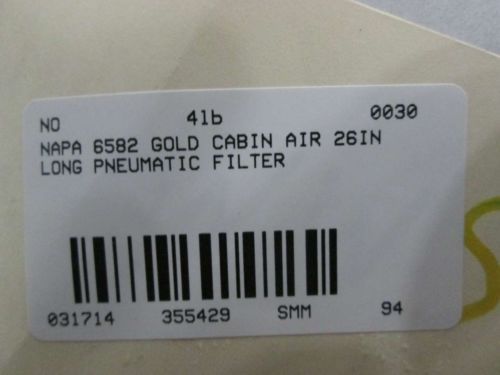 NO 41b 0030
NAPA 6582 GOLD CABIN AIR 26IN
LONG PNEUMATIC FILTER
031714 355429 SMM 94